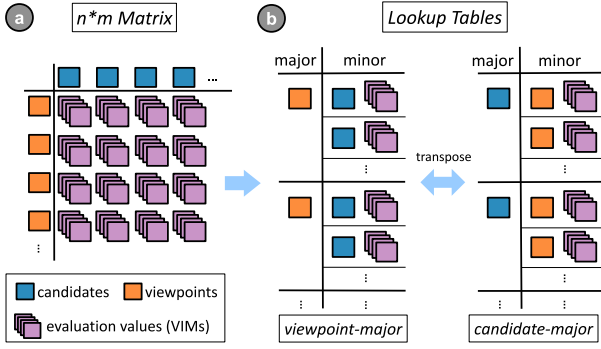 a
n*m Matrix
...
...
candidates
viewpoints
evaluation values (VIMs)
b
Lookup Tables
major minor
...
...
... ...
viewpoint-major
transpose
major minor
...
...
... ...
candidate-major